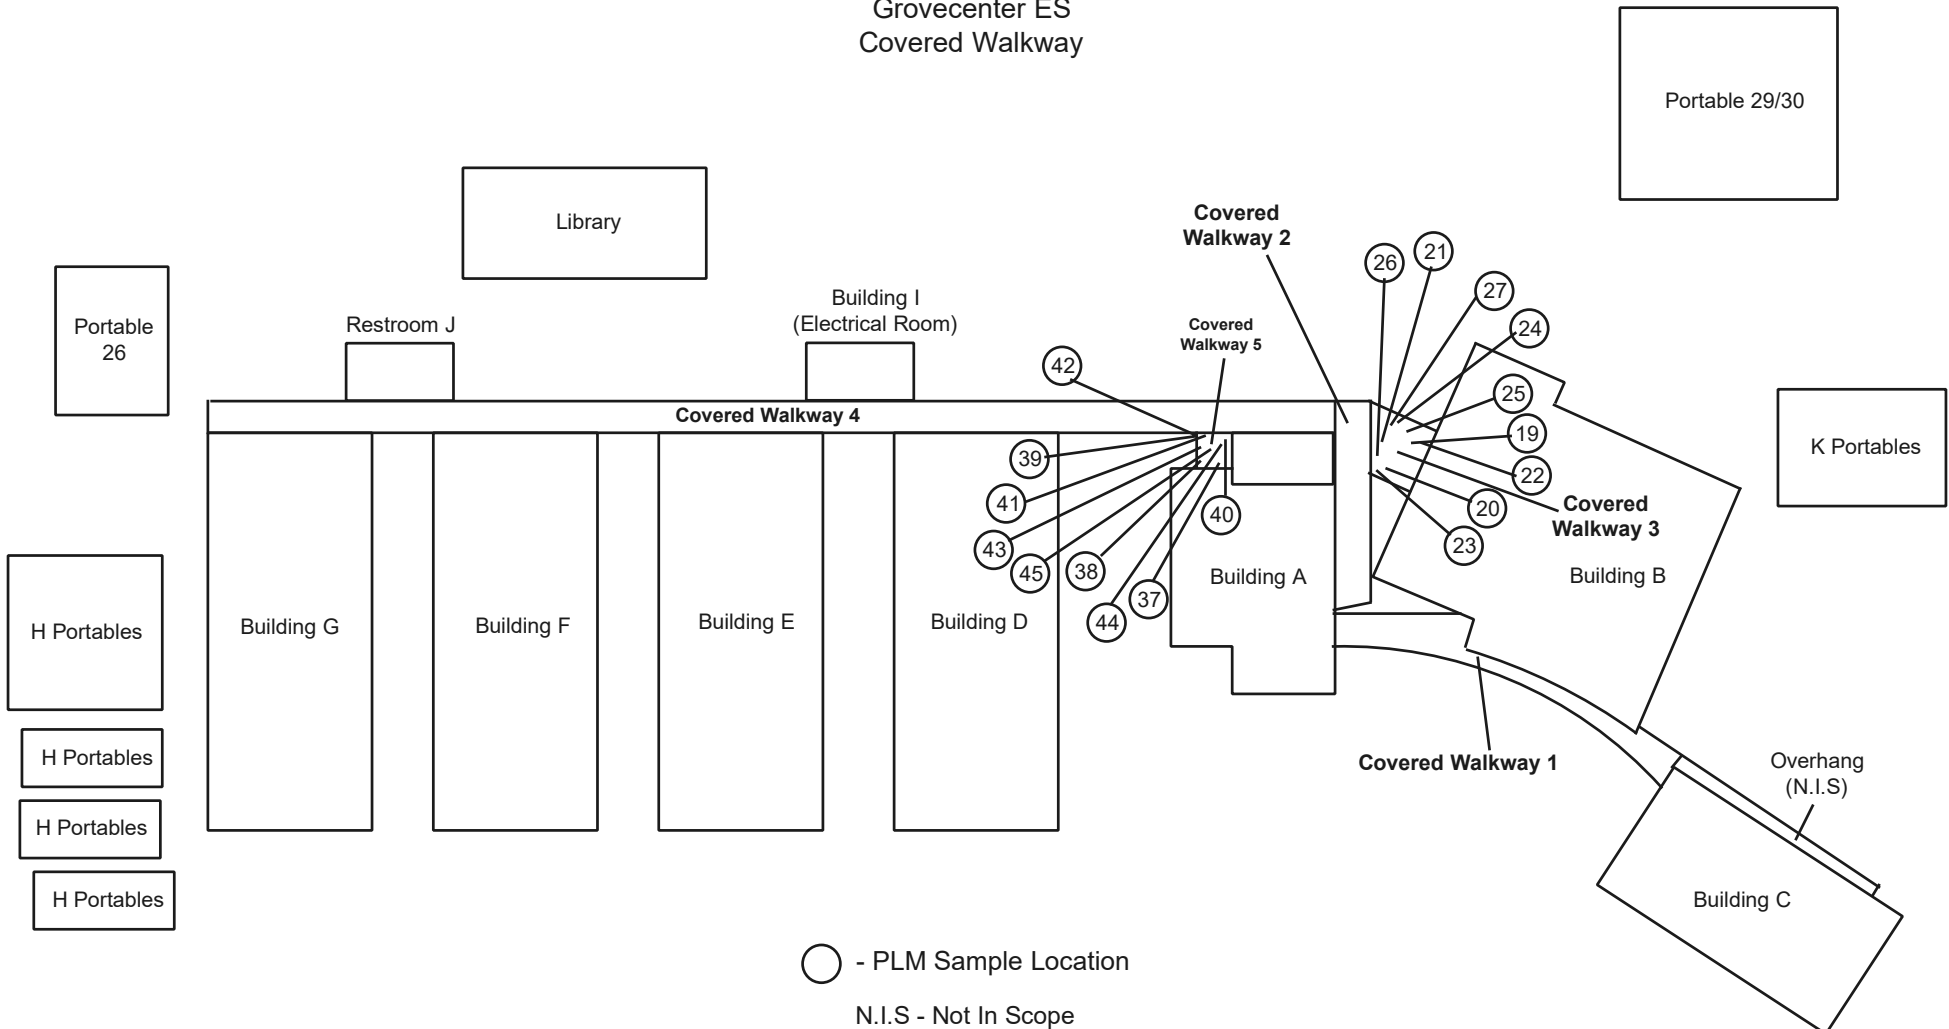 Grovecenter ES
Covered Walkway
Portable 29/30
Library
Covered
Walkway 2
26
21
27
24
Portable
26
Restroom J
Building I
(Electrical Room)
Covered
Walkway 5
42
25
Covered Walkway 4
19
K Portables
39
22
41
20
Covered
Walkway 3
40
43
23
45
38
37
44
Building A
Building B
H Portables
Building G
Building F
Building E
Building D
H Portables
Covered Walkway 1
Overhang
(N.I.S)
H Portables
H Portables
Building C
- PLM Sample Location
N.I.S - Not In Scope